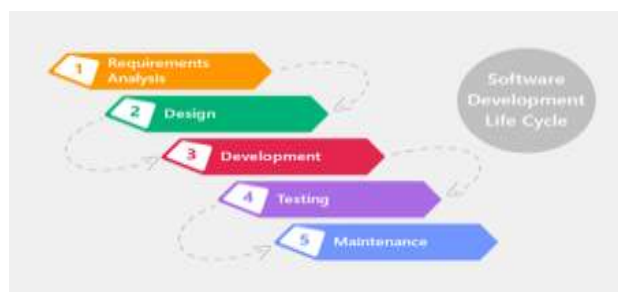 1
Requirements
Analysis
2
Design
3
Development
4
Testing
5
Maintenance
Software
Development
Life Cycle